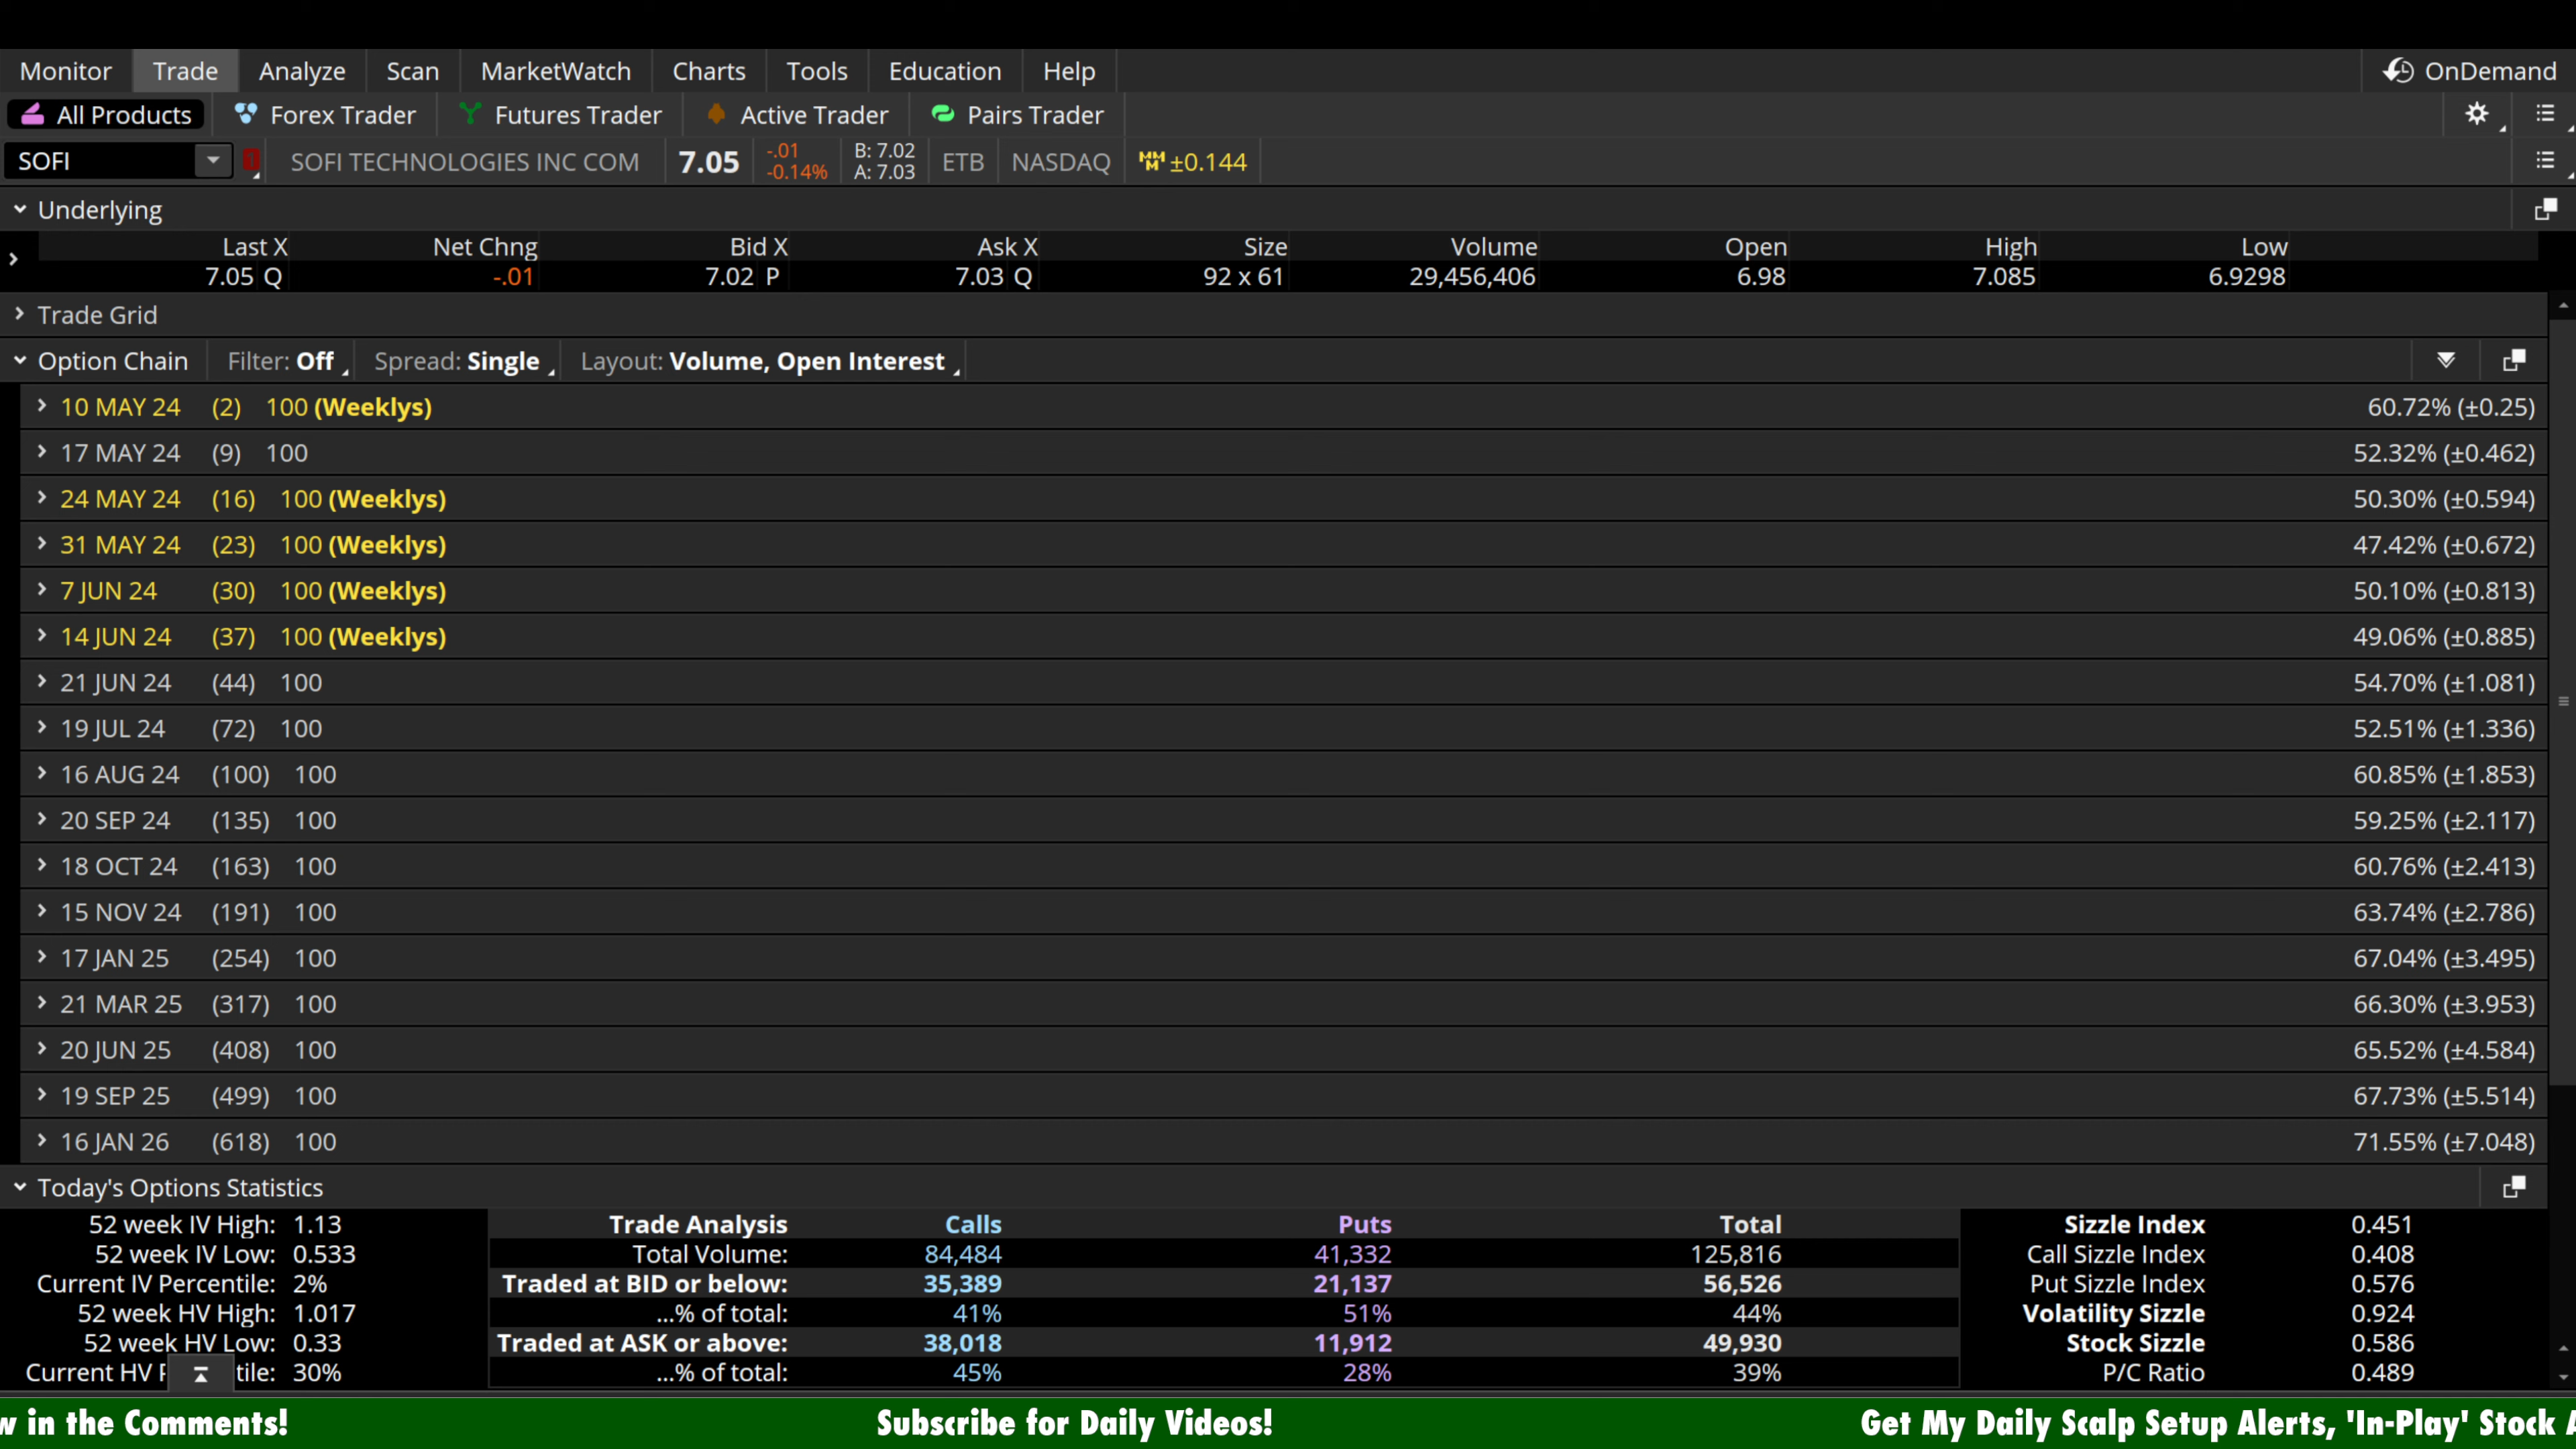 Monitor Trade Analyze Scan MarketWatch Charts Tools Education Help OnDemand
All Products Forex Trader Futures Trader Active Trader Pairs Trader
SOFI SOFI TECHNOLOGIES INC COM 7.05 -.01 -0.14% B: 7.02 A: 7.03 ETB NASDAQ ±0.144
Underlying
Last X Net Chng Bid X Ask X Size Volume Open High Low
7.05 Q -.01 7.02 P 7.03 Q 92 x 61 29,456,406 6.98 7.085 6.9298
Trade Grid
Option Chain Filter: Off Spread: Single Layout: Volume, Open Interest
10 MAY 24 (2) 100 (Weeklys) 60.72% (±0.25)
17 MAY 24 (9) 100 52.32% (±0.462)
24 MAY 24 (16) 100 (Weeklys) 50.30% (±0.594)
31 MAY 24 (23) 100 (Weeklys) 47.42% (±0.672)
7 JUN 24 (30) 100 (Weeklys) 50.10% (±0.813)
14 JUN 24 (37) 100 (Weeklys) 49.06% (±0.885)
21 JUN 24 (44) 100 54.70% (±1.081)
19 JUL 24 (72) 100 52.51% (±1.336)
16 AUG 24 (100) 100 60.85% (±1.853)
20 SEP 24 (135) 100 59.25% (±2.117)
18 OCT 24 (163) 100 60.76% (±2.413)
15 NOV 24 (191) 100 63.74% (±2.786)
17 JAN 25 (254) 100 67.04% (±3.495)
21 MAR 25 (317) 100 66.30% (±3.953)
20 JUN 25 (408) 100 65.52% (±4.584)
19 SEP 25 (499) 100 67.73% (±5.514)
16 JAN 26 (618) 100 71.55% (±7.048)
Today's Options Statistics
52 week IV High: 1.13 Trade Analysis Calls Puts Total Sizzle Index 0.451
52 week IV Low: 0.533 Total Volume: 84,484 41,332 125,816 Call Sizzle Index 0.408
Current IV Percentile: 2% Traded at BID or below: 35,389 21,137 56,526 Put Sizzle Index 0.576
52 week HV High: 1.017 ...% of total: 41% 51% 44% Volatility Sizzle 0.924
52 week HV Low: 0.33 Traded at ASK or above: 38,018 11,912 49,930 Stock Sizzle 0.586
Current HV P tile: 30% ...% of total: 45% 28% 39% P/C Ratio 0.489
w in the Comments! Subscribe for Daily Videos! Get My Daily Scalp Setup Alerts, 'In-Play' Stock A